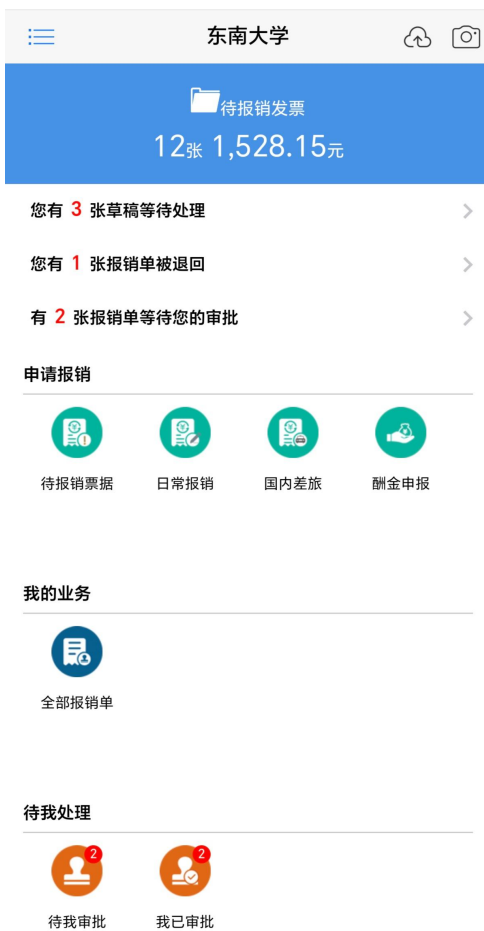 东南大学
待报销发票
12张 1,528.15元
您有 3 张草稿等待处理
您有 1 张报销单被退回
有 2 张报销单等待您的审批
申请报销
待报销票据 日常报销 国内差旅 酬金申报
我的业务
全部报销单
待我处理
2 2
待我审批 我已审批